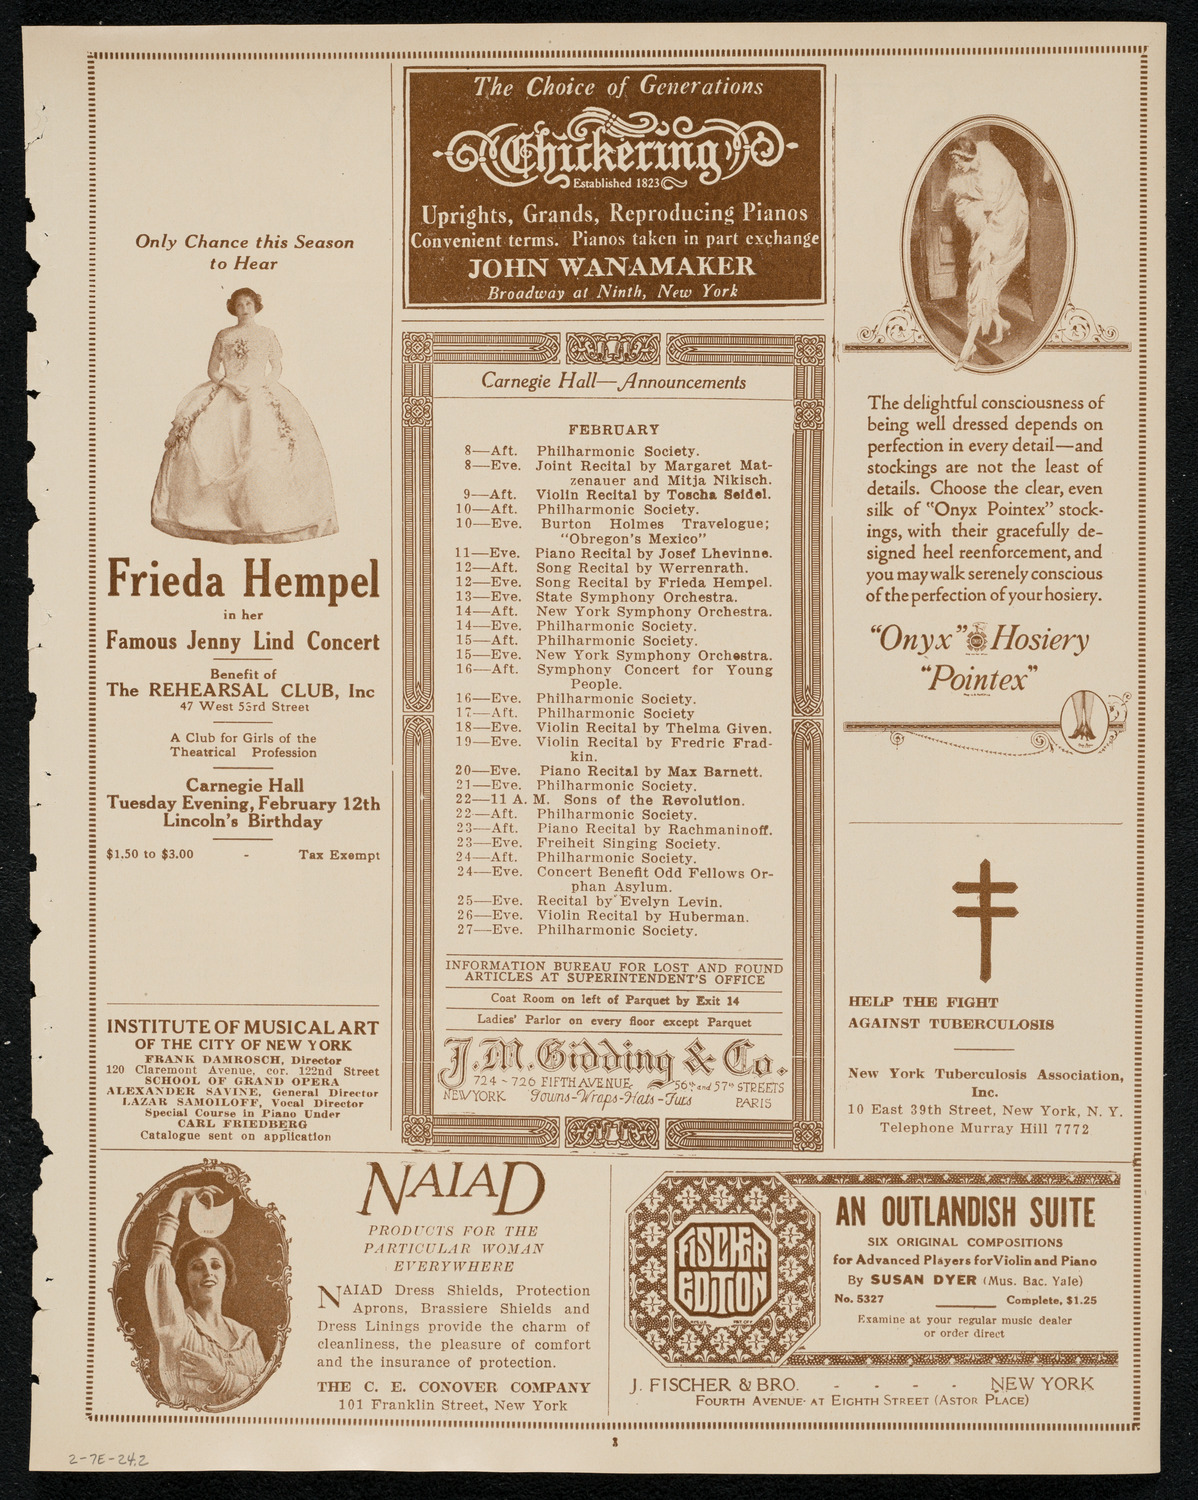 Only Chance this Season
to Hear
Frieda Hempel
in her
Famous Jenny Lind Concert
Benefit of
The REHEARSAL CLUB, Inc
47 West 53rd Street
A Club for Girls of the
Theatrical Profession
Carnegie Hall
Tuesday Evening, February 12th
Lincoln's Birthday
$1.50 to $3.00 - Tax Exempt
INSTITUTE OF MUSICAL ART
OF THE CITY OF NEW YORK
FRANK DAMROSCH, Director
120 Claremont Avenue, cor. 122nd Street
SCHOOL OF GRAND OPERA
ALEXANDER SAVINE, General Director
LAZAR SAMOILOFF, Vocal Director
Special Course in Piano Under
CARL FRIEDBERG
Catalogue sent on application
The Choice of Generations
Chickering
Established 1823
Uprights, Grands, Reproducing Pianos
Convenient terms. Pianos taken in part exchange
JOHN WANAMAKER
Broadway at Ninth, New York
Carnegie Hall—Announcements
FEBRUARY
8—Aft. Philharmonic Society.
8—Eve. Joint Recital by Margaret Mat-
zenauer and Mitja Nikisch.
9—Aft. Violin Recital by Toscha Seidel.
10—Aft. Philharmonic Society.
10—Eve. Burton Holmes Travelogue;
"Obregon's Mexico"
11—Eve. Piano Recital by Josef Lhevinne.
12—Aft. Song Recital by Werrenrath.
12—Eve. Song Recital by Frieda Hempel.
13—Eve. State Symphony Orchestra.
14—Aft. New York Symphony Orchestra.
14—Eve. Philharmonic Society.
15—Aft. Philharmonic Society.
15—Eve. New York Symphony Orchestra.
16—Aft. Symphony Concert for Young
People.
16—Eve. Philharmonic Society.
17—Aft. Philharmonic Society
18—Eve. Violin Recital by Thelma Given.
19—Eve. Violin Recital by Fredric Frad-
kin.
20—Eve. Piano Recital by Max Barnett.
21—Eve. Philharmonic Society.
22—11 A. M. Sons of the Revolution.
22—Aft. Philharmonic Society.
23—Aft. Piano Recital by Rachmaninoff.
23—Eve. Freiheit Singing Society.
24—Aft. Philharmonic Society.
24—Eve. Concert Benefit Odd Fellows Or-
phan Asylum.
25—Eve. Recital by Evelyn Levin.
26—Eve. Violin Recital by Huberman.
27—Eve. Philharmonic Society.
INFORMATION BUREAU FOR LOST AND FOUND
ARTICLES AT SUPERINTENDENT'S OFFICE
Coat Room on left of Parquet by Exit 14
Ladies' Parlor on every floor except Parquet
J. M. Gidding & Co.
724 - 726 FIFTH AVENUE 56th and 57th STREETS
NEW YORK Gowns-Wraps-Hats-Furs PARIS
The delightful consciousness of
being well dressed depends on
perfection in every detail—and
stockings are not the least of
details. Choose the clear, even
silk of "Onyx Pointex" stock-
ings, with their gracefully de-
signed heel reenforcement, and
you may walk serenely conscious
of the perfection of your hosiery.
"Onyx" Hosiery
"Pointex"
HELP THE FIGHT
AGAINST TUBERCULOSIS
New York Tuberculosis Association,
Inc.
10 East 39th Street, New York, N. Y.
Telephone Murray Hill 7772
NAIAD
PRODUCTS FOR THE
PARTICULAR WOMAN
EVERYWHERE
NAIAD Dress Shields, Protection
Aprons, Brassiere Shields and
Dress Linings provide the charm of
cleanliness, the pleasure of comfort
and the insurance of protection.
THE C. E. CONOVER COMPANY
101 Franklin Street, New York
FISCHER
EDITION
AN OUTLANDISH SUITE
SIX ORIGINAL COMPOSITIONS
for Advanced Players for Violin and Piano
By SUSAN DYER (Mus. Bac. Yale)
No. 5327 Complete, $1.25
Examine at your regular music dealer
or order direct
J. FISCHER & BRO. - - - - NEW YORK
FOURTH AVENUE AT EIGHTH STREET (ASTOR PLACE)
2-7E-24.2